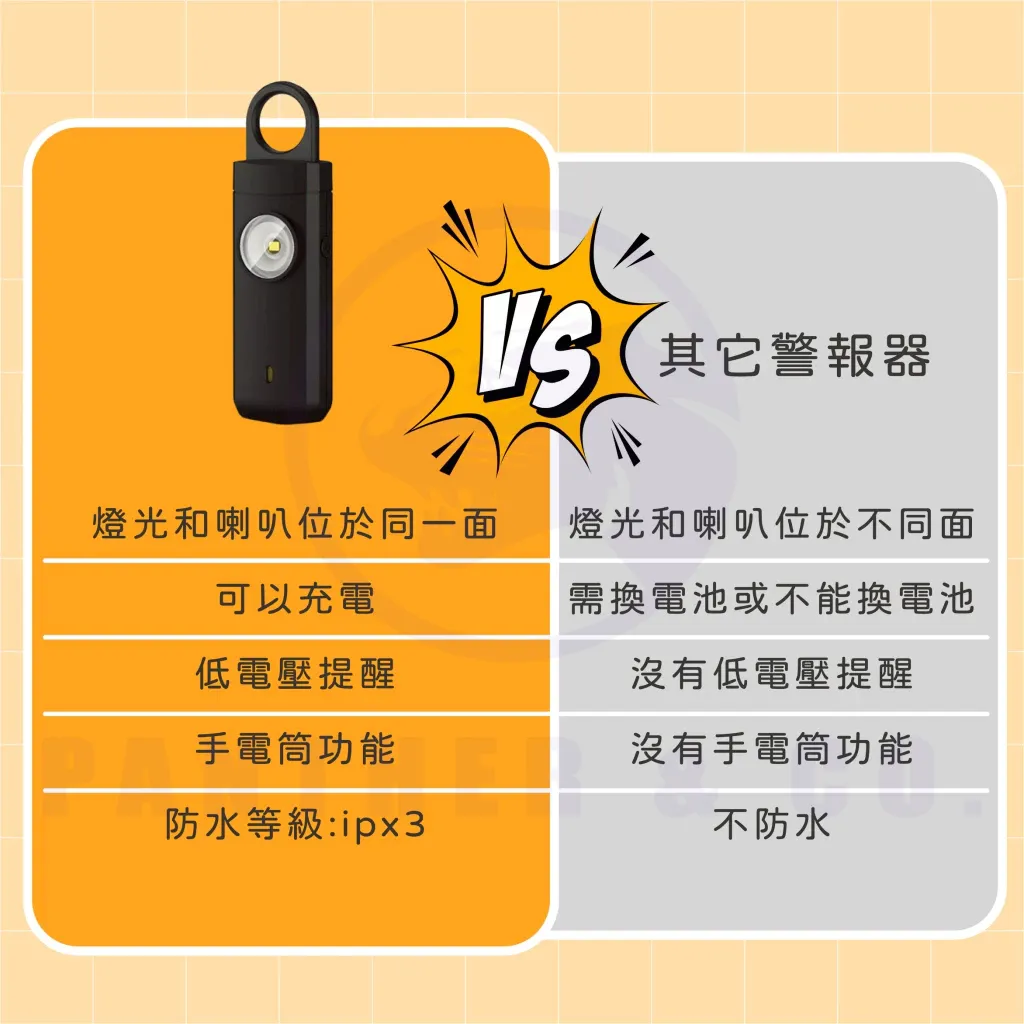 VS
其它警報器
燈光和喇叭位於同一面
燈光和喇叭位於不同面
可以充電
需換電池或不能換電池
低電壓提醒
沒有低電壓提醒
手電筒功能
沒有手電筒功能
PANTHER & CO.
防水等級:ipx3
不防水